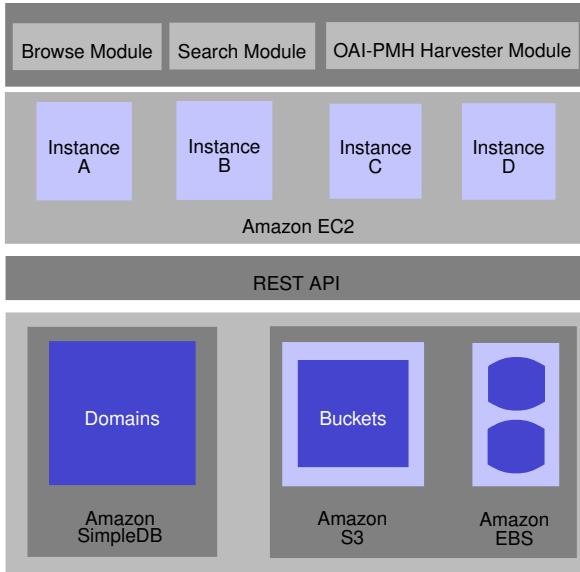 Browse Module
Search Module
OAI-PMH Harvester Module
Instance
A
Instance
B
Instance
C
Instance
D
Amazon EC2
REST API
Domains
Buckets
Amazon
SimpleDB
Amazon
S3
Amazon
EBS